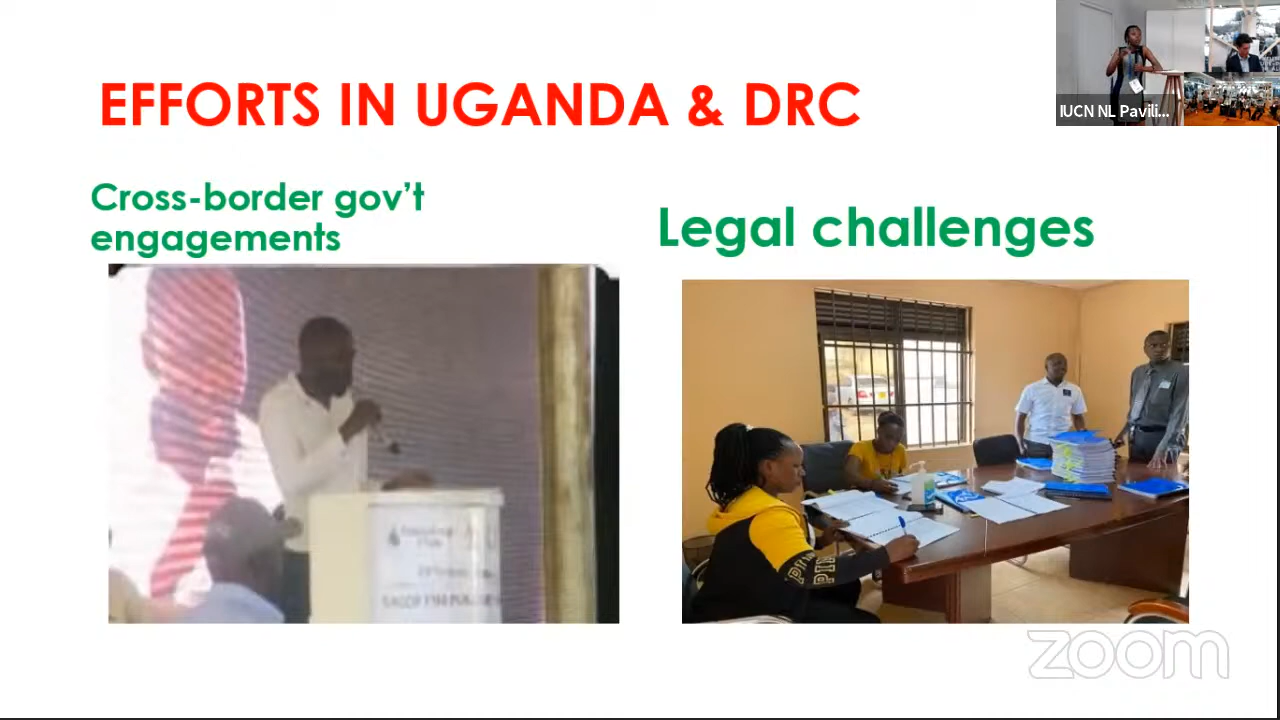 EFFORTS IN UGANDA & DRC
IUCN NL Pavili...
Cross-border gov't
engagements
Legal challenges
zoom